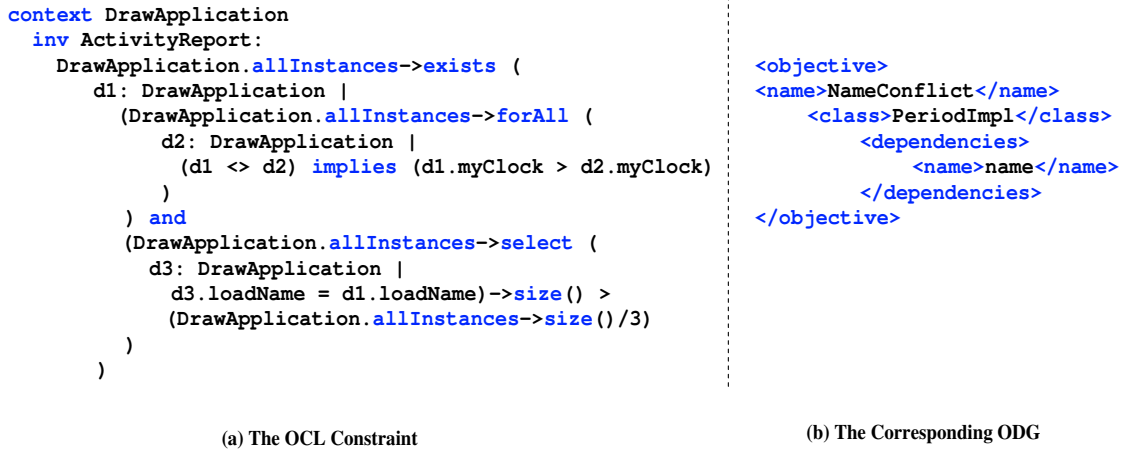 context DrawApplication
inv ActivityReport:
DrawApplication.allInstances->exists (
d1: DrawApplication |
(DrawApplication.allInstances->forAll (
d2: DrawApplication |
(d1 <> d2) implies (d1.myClock > d2.myClock)
)
) and
(DrawApplication.allInstances->select (
d3: DrawApplication |
d3.loadName = d1.loadName)->size() >
(DrawApplication.allInstances->size()/3)
)
)
(a) The OCL Constraint
<objective>
<name>NameConflict</name>
<class>PeriodImpl</class>
<dependencies>
<name>name</name>
</dependencies>
</objective>
(b) The Corresponding ODG